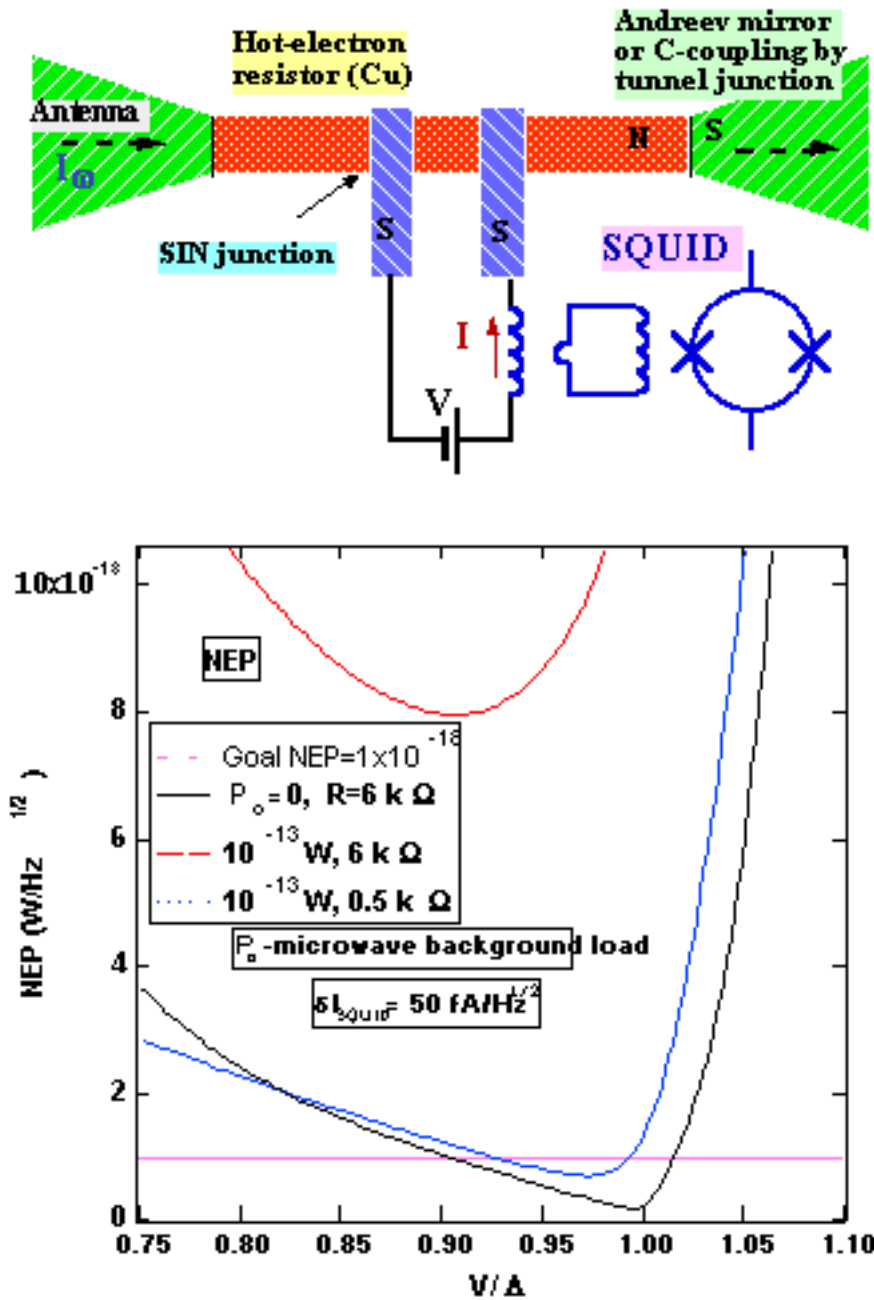 Hot-electron
resistor (Cu)
Andreev mirror
or C-coupling by
tunnel junction
Antenna
I ω
N
S
SIN junction
S
S
SQUID
I
V
10x10 -18
8
6
4
2
0
NEP (W/Hz 1/2 )
NEP
Goal NEP=1x10 -18
P o = 0, R=6 k Ω
10 -13 W, 6 k Ω
10 -13 W, 0.5 k Ω
P o -microwave background load
δI SQUID = 50 fA/Hz 1/2
0.75 0.80 0.85 0.90 0.95 1.00 1.05 1.10
V/ Δ